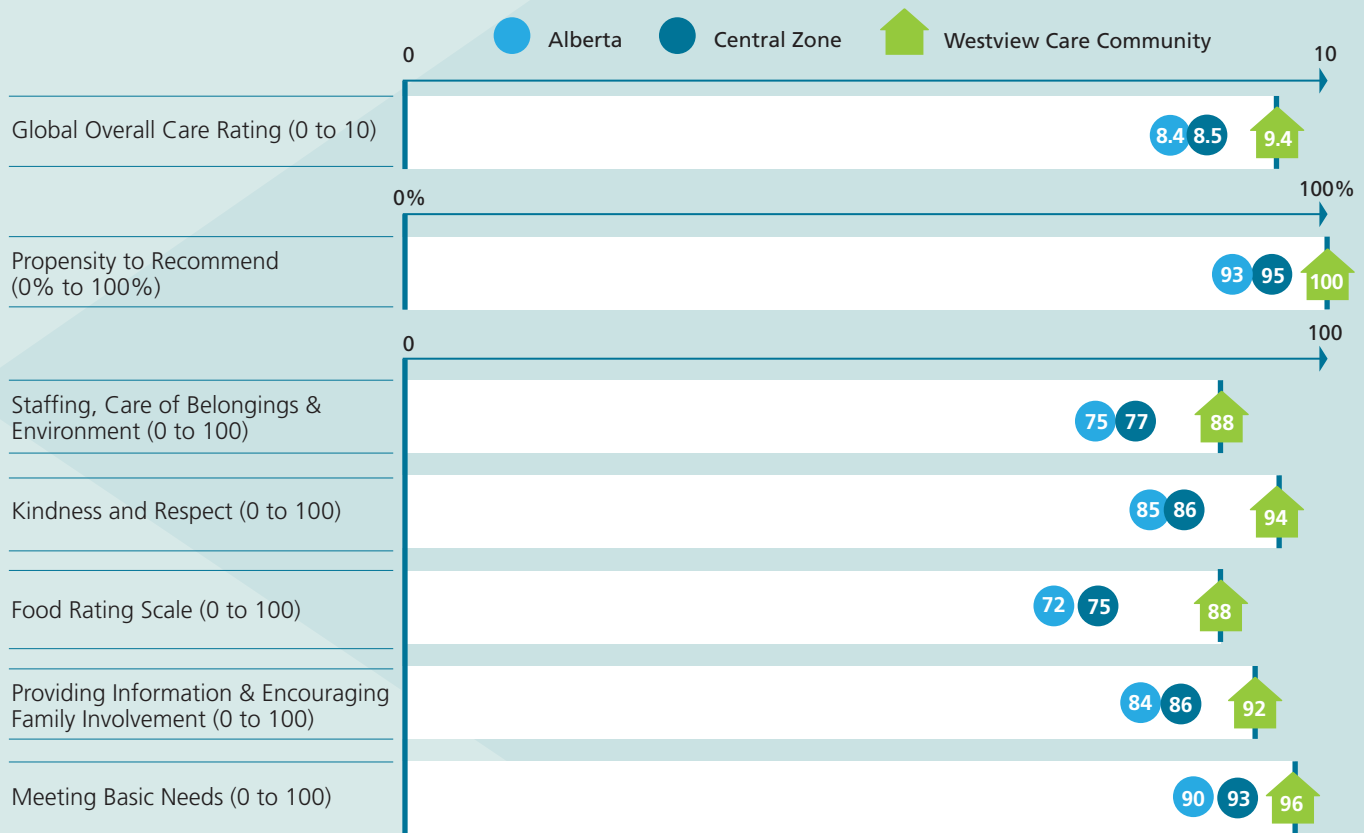 Alberta
Central Zone
Westview Care Community
0
10
Global Overall Care Rating (0 to 10)
8.4
8.5
9.4
0%
100%
Propensity to Recommend
(0% to 100%)
93
95
100
0
100
Staffing, Care of Belongings &
Environment (0 to 100)
75
77
88
Kindness and Respect (0 to 100)
85
86
94
Food Rating Scale (0 to 100)
72
75
88
Providing Information & Encouraging
Family Involvement (0 to 100)
84
86
92
Meeting Basic Needs (0 to 100)
90
93
96